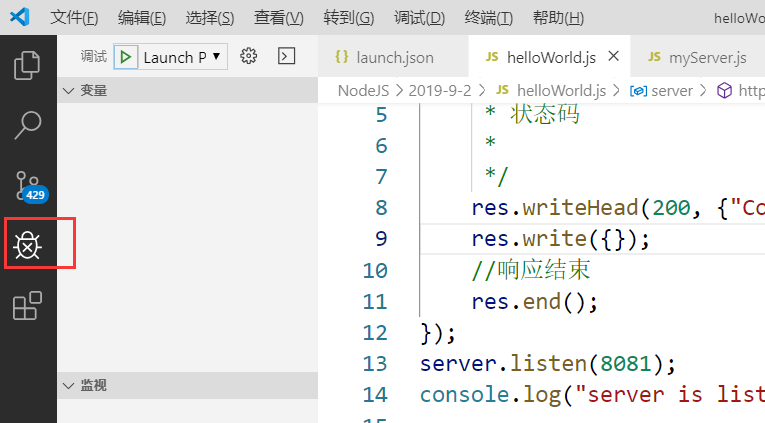 文件(F) 编辑(E) 选择(S) 查看(V) 转到(G) 调试(D) 终端(T) 帮助(H) helloWo
调试 Launch P
launch.json JS helloWorld.js JS myServer.js
NodeJS > 2019-9-2 > JS helloWorld.js > server > htt
429
变量
监视
5 * 状态码
6 *
7 */
8 res.writeHead(200, {"Co
9 res.write({});
10 //响应结束
11 res.end();
12 });
13 server.listen(8081);
14 console.log("server is list
15